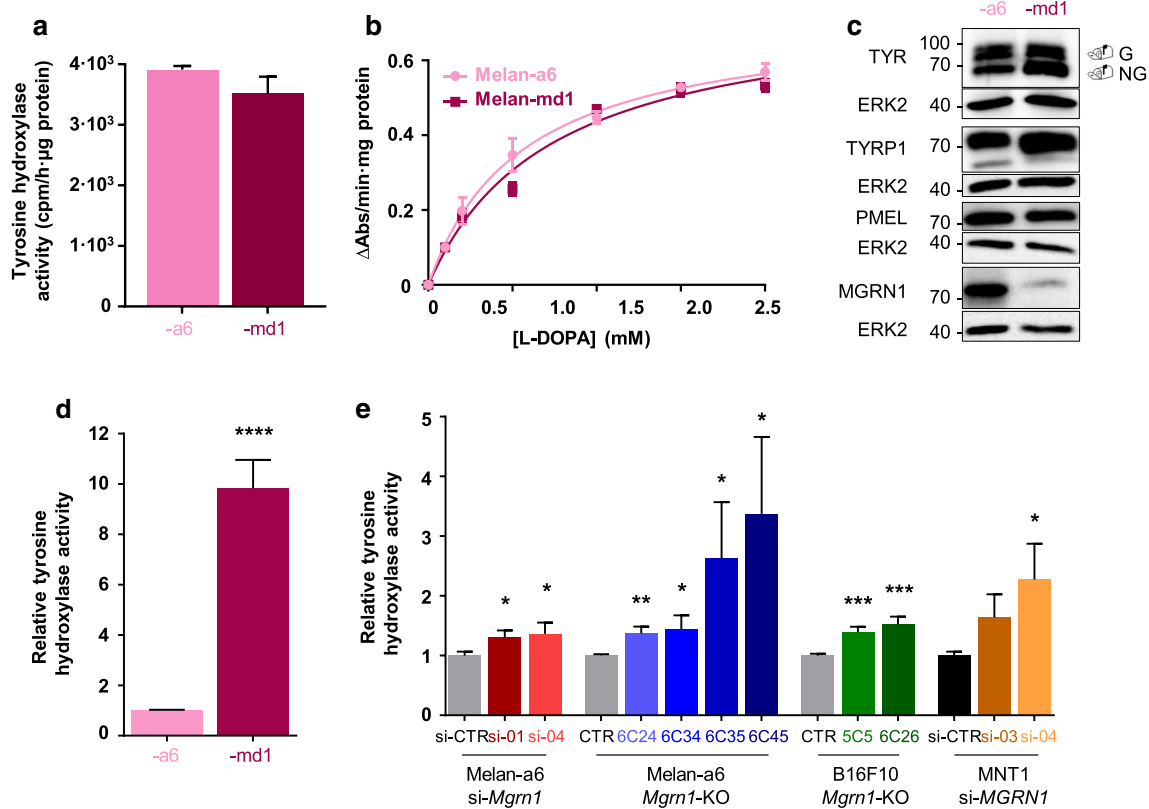 a
Tyrosine hydroxylase
activity (cpm/h·µg protein)
4·10³
3·10³
2·10³
1·10³
0
-a6
-md1
b
ΔAbs/min·mg protein
0.6
0.4
0.2
0
Melan-a6
Melan-md1
0
0.5
1.0
1.5
2.0
2.5
[L-DOPA] (mM)
c
-a6
-md1
TYR
100
70
G
NG
ERK2
40
TYRP1
70
ERK2
40
PMEL
70
ERK2
40
MGRN1
70
ERK2
40
d
Relative tyrosine
hydroxylase activity
12
10
8
6
4
2
0
****
-a6
-md1
e
Relative tyrosine
hydroxylase activity
5
4
3
2
1
0
* * ** * * * *** *** *
si-CTR si-01 si-04 CTR 6C24 6C34 6C35 6C45 CTR 5C5 6C26 si-CTR si-03 si-04
Melan-a6
si-Mgrn1
Melan-a6
Mgrn1-KO
B16F10
Mgrn1-KO
MNT1
si-MGRN1